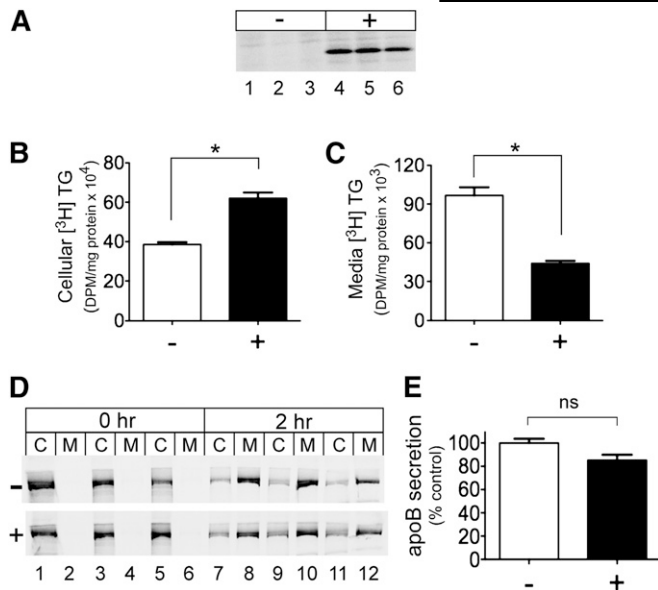 A
- +
1 2 3 4 5 6
B
Cellular [³H] TG
(DPM/mg protein x 10⁴)
80
60
40
20
0
*
- +
C
Media [³H] TG
(DPM/mg protein x 10³)
120
90
60
30
0
*
- +
D
0 hr 2 hr
C M C M C M C M C M C M
-
+
1 2 3 4 5 6 7 8 9 10 11 12
E
apoB secretion
(% control)
100
80
60
40
20
0
ns
- +